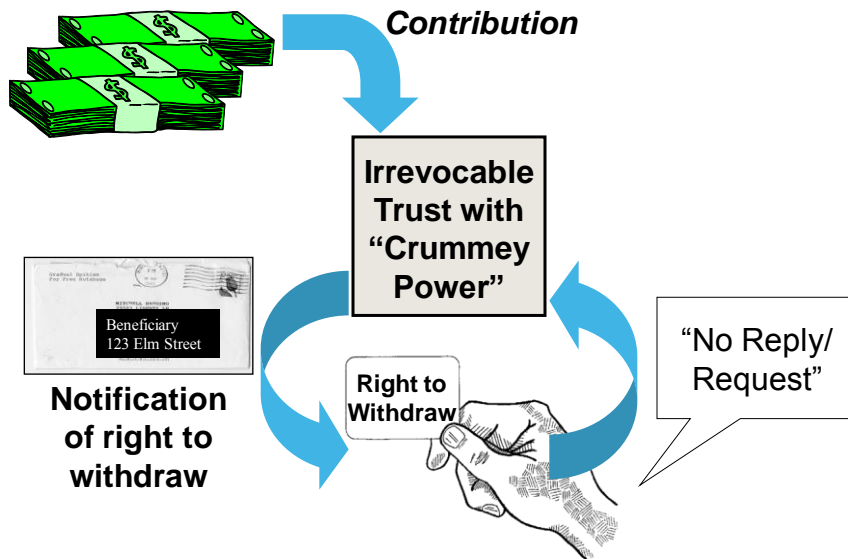 Contribution
Irrevocable
Trust with
“Crummey
Power”
Beneficiary
123 Elm Street
Notification
of right to
withdraw
Right to
Withdraw
“No Reply/
Request”